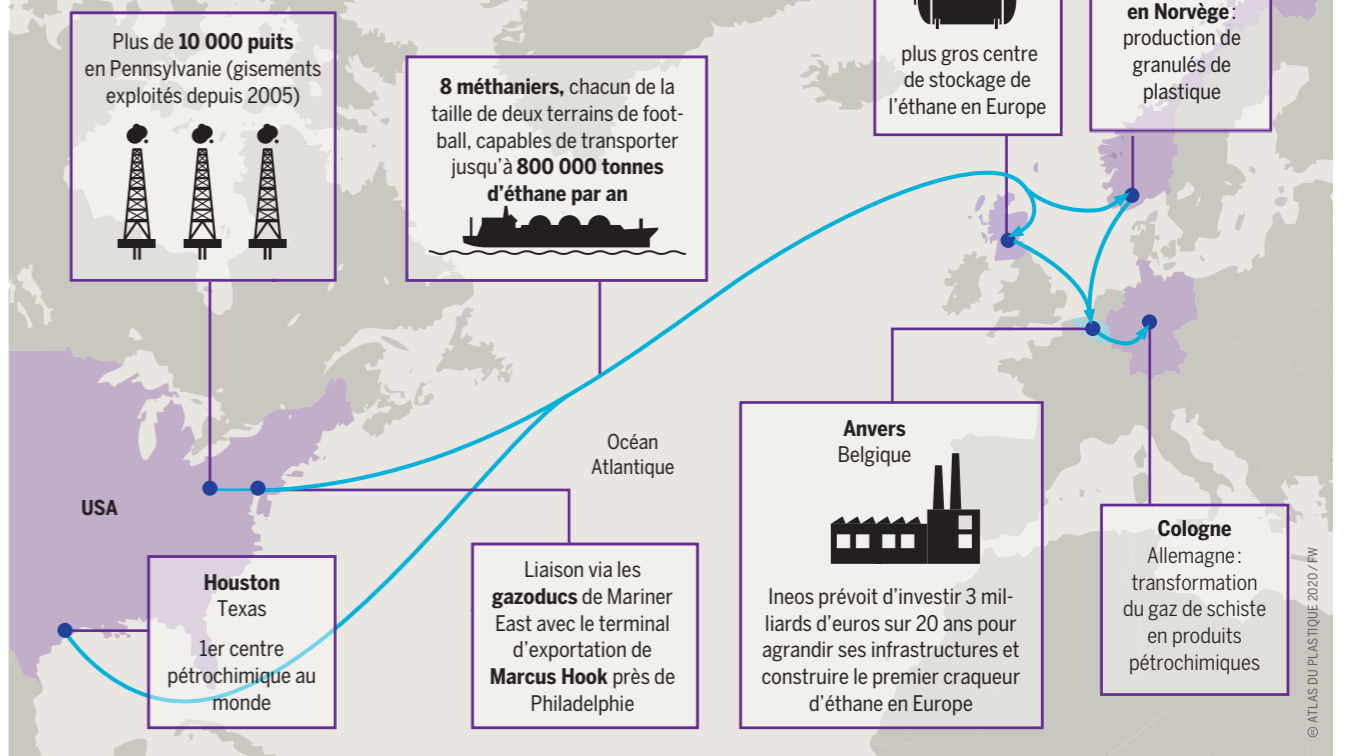 Plus de 10 000 puits
en Pennsylvanie (gisements
exploités depuis 2005)
8 méthaniers, chacun de la
taille de deux terrains de foot-
ball, capables de transporter
jusqu’à 800 000 tonnes
d’éthane par an
plus gros centre
de stockage de
l’éthane en Europe
en Norvège :
production de
granulés de
plastique
Océan
Atlantique
USA
Houston
Texas
1er centre
pétrochimique au
monde
Liaison via les
gazoducs de Mariner
East avec le terminal
d’exportation de
Marcus Hook près de
Philadelphie
Anvers
Belgique
Ineos prévoit d’investir 3 mil-
liards d’euros sur 20 ans pour
agrandir ses infrastructures et
construire le premier craqueur
d’éthane en Europe
Cologne
Allemagne :
transformation
du gaz de schiste
en produits
pétrochimiques
© ATLAS DU PLASTIQUE 2020 / FW